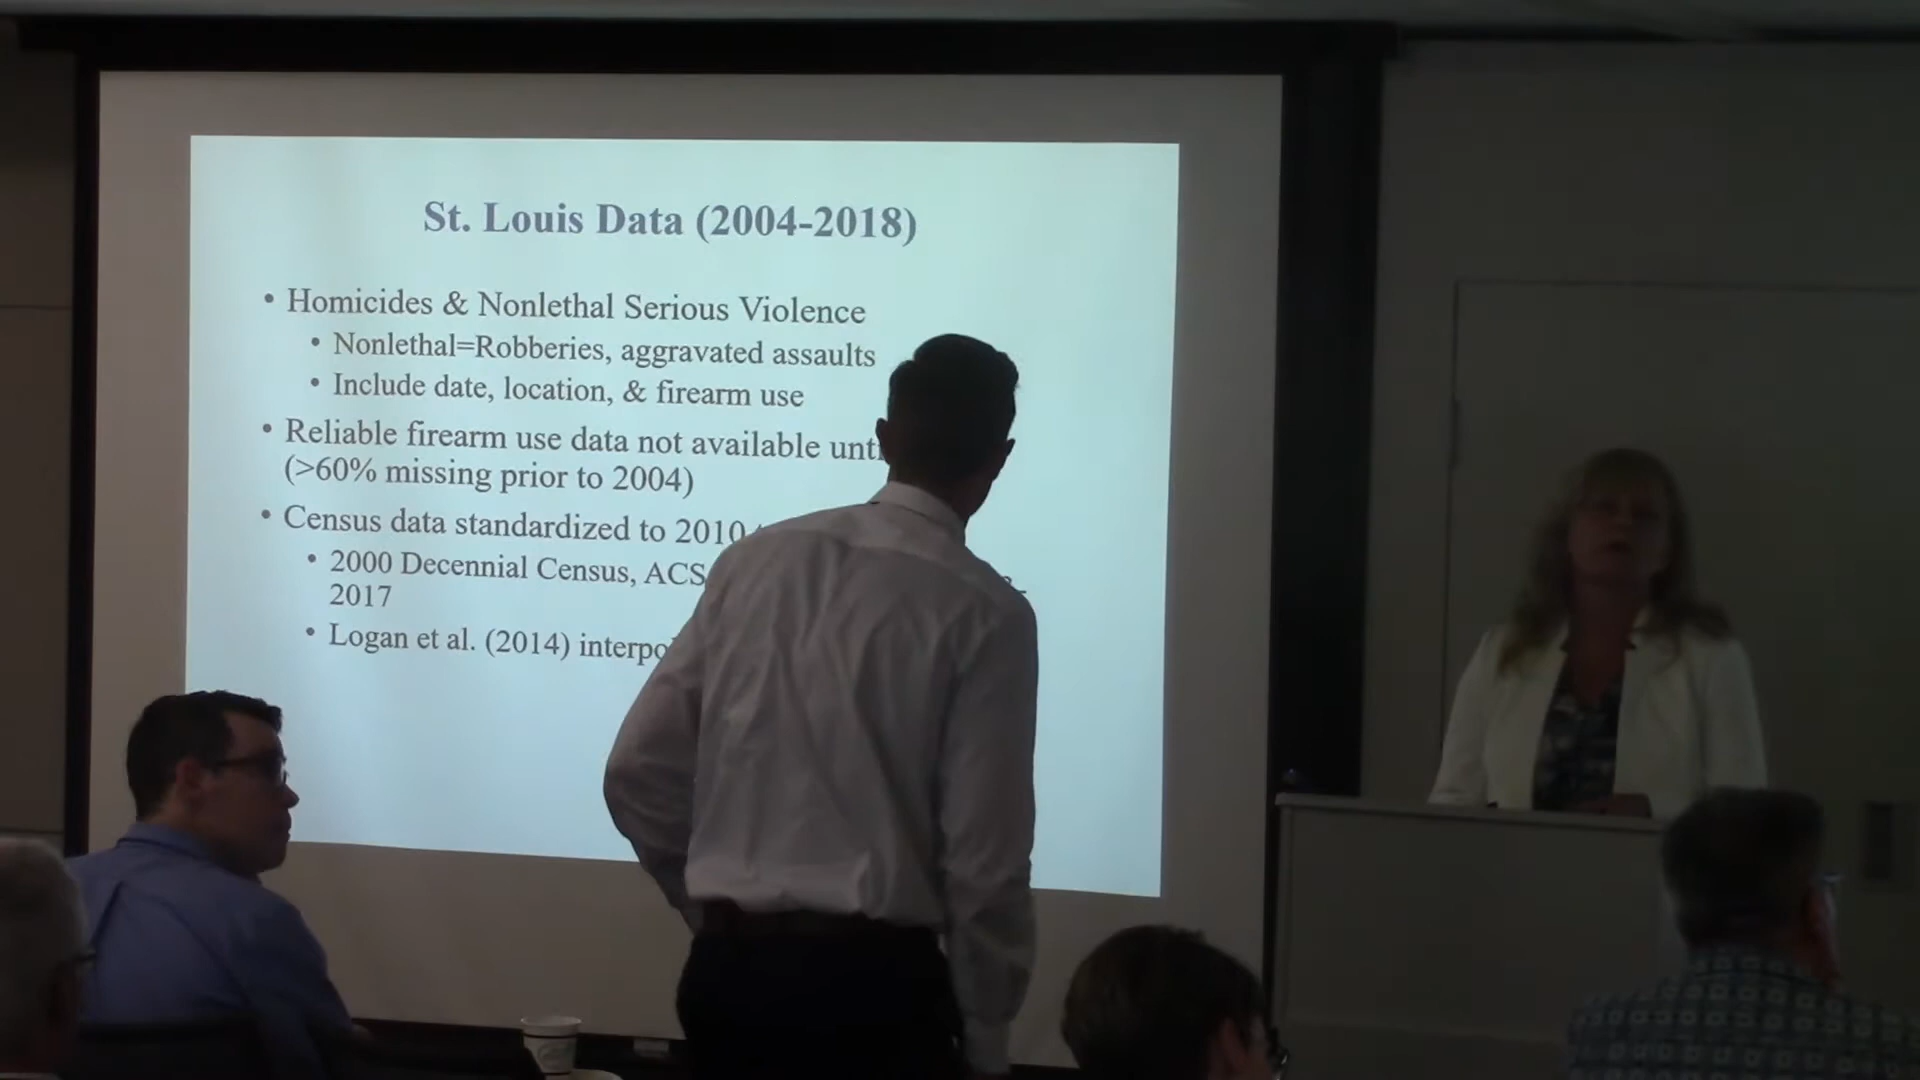 St. Louis Data (2004-2018)
• Homicides & Nonlethal Serious Violence
• Nonlethal=Robberies, aggravated assaults
• Include date, location, & firearm use
• Reliable firearm use data not available
(>60% missing prior to 2004)
• Census data standardized to 2010
• 2000 Decennial Census, ACS
2017
• Logan et al. (2014)